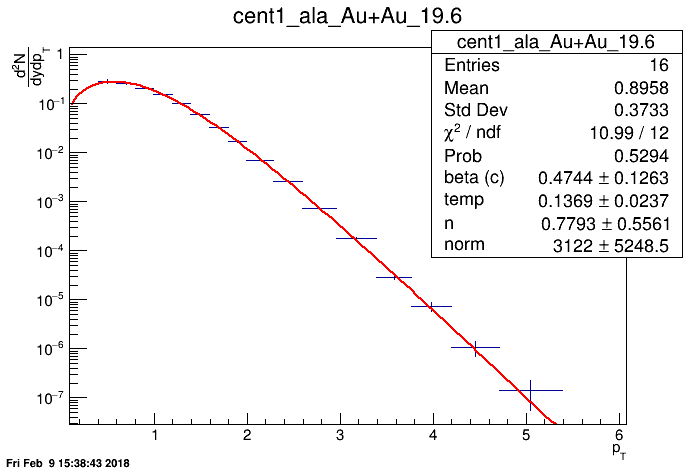 cent1_ala_Au+Au_19.6
cent1_ala_Au+Au_19.6
Entries 16
Mean 0.8958
Std Dev 0.3733
χ² / ndf 10.99 / 12
Prob 0.5294
beta (c) 0.4744 ± 0.1263
temp 0.1369 ± 0.0237
n 0.7793 ± 0.5561
norm 3122 ± 5248.5
d²N
dydp_T
1
10⁻¹
10⁻²
10⁻³
10⁻⁴
10⁻⁵
10⁻⁶
10⁻⁷
1 2 3 4 5 6
p_T
Fri Feb 9 15:38:43 2018